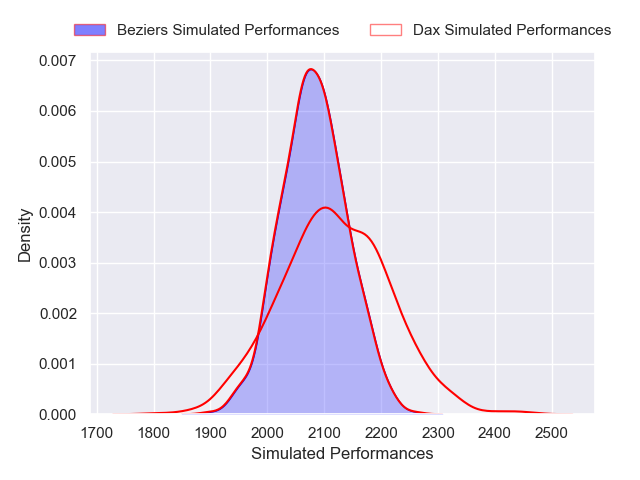 Beziers Simulated Performances Dax Simulated Performances
0.007
0.006
0.005
0.004
0.003
0.002
0.001
0.000
Density
1700 1800 1900 2000 2100 2200 2300 2400 2500
Simulated Performances